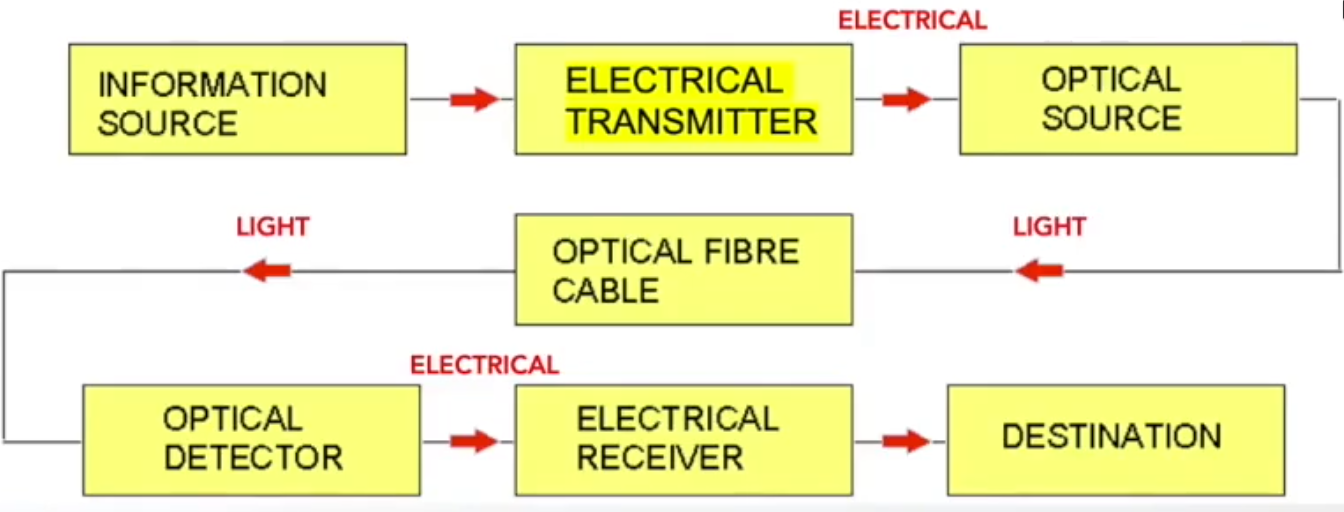 ELECTRICAL
INFORMATION
SOURCE
ELECTRICAL
TRANSMITTER
OPTICAL
SOURCE
LIGHT
OPTICAL FIBRE
CABLE
LIGHT
ELECTRICAL
OPTICAL
DETECTOR
ELECTRICAL
RECEIVER
DESTINATION